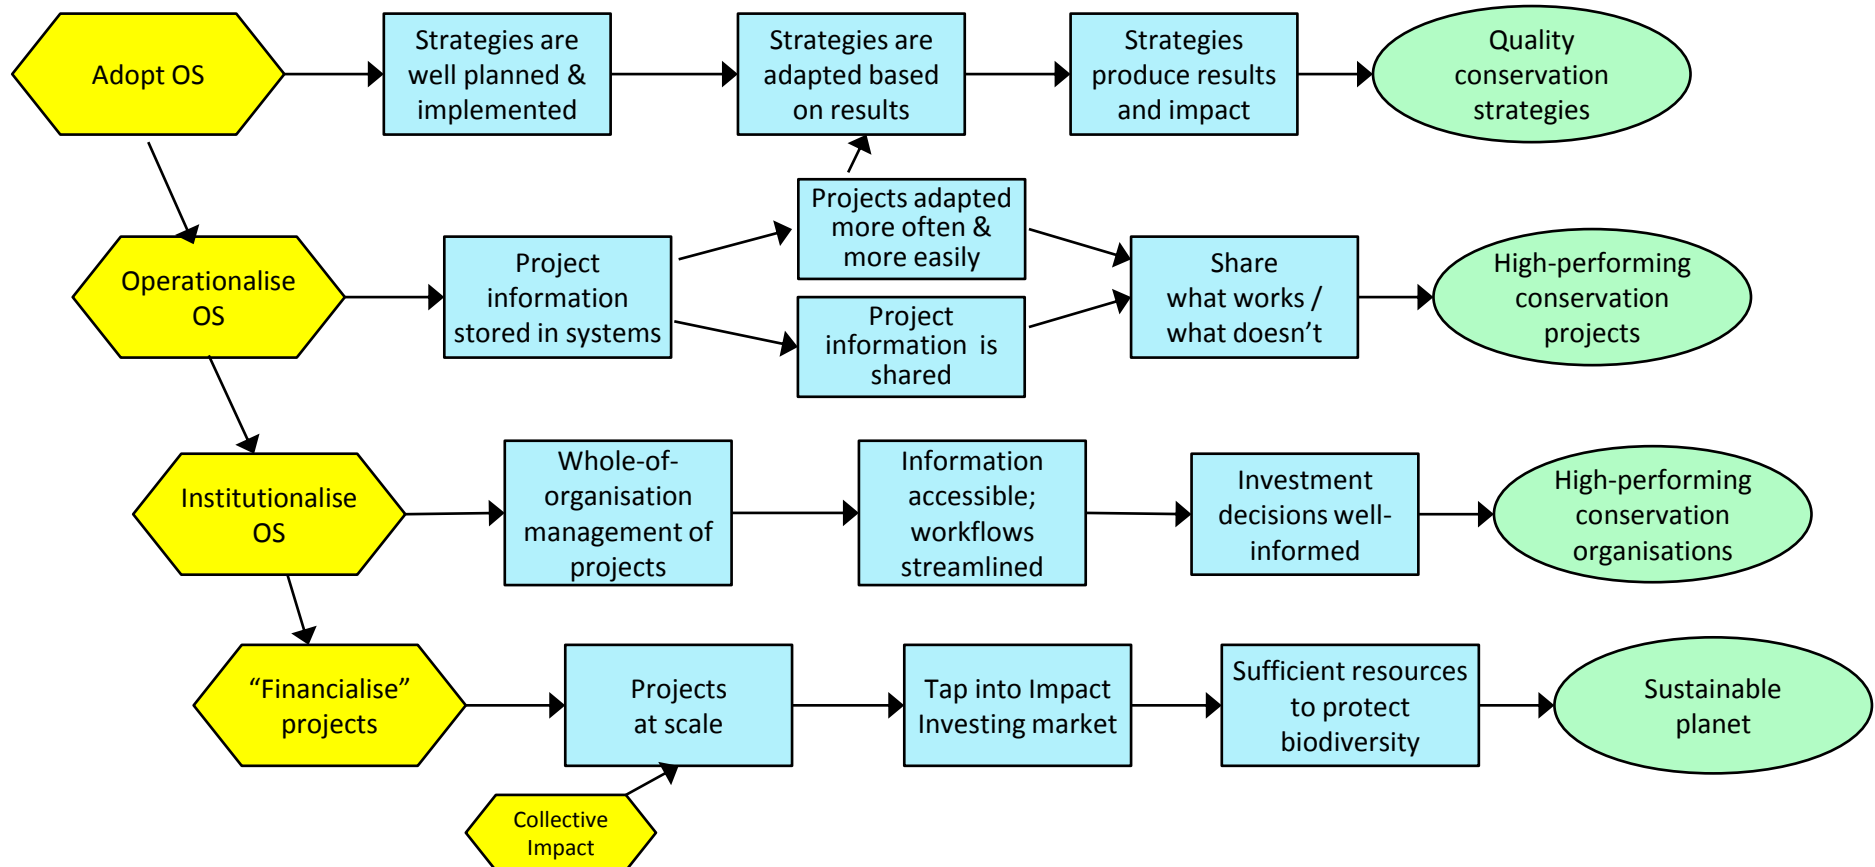 Adopt OS
Strategies are
well planned &
implemented
Strategies are
adapted based
on results
Strategies
produce results
and impact
Quality
conservation
strategies
Operationalise
OS
Project
information
stored in systems
Projects adapted
more often &
more easily
Project
information is
shared
Share
what works /
what doesn’t
High-performing
conservation
projects
Institutionalise
OS
Whole-of-
organisation
management of
projects
Information
accessible;
workflows
streamlined
Investment
decisions well-
informed
High-performing
conservation
organisations
“Financialise”
projects
Projects
at scale
Tap into Impact
Investing market
Sufficient resources
to protect
biodiversity
Sustainable
planet
Collective
Impact